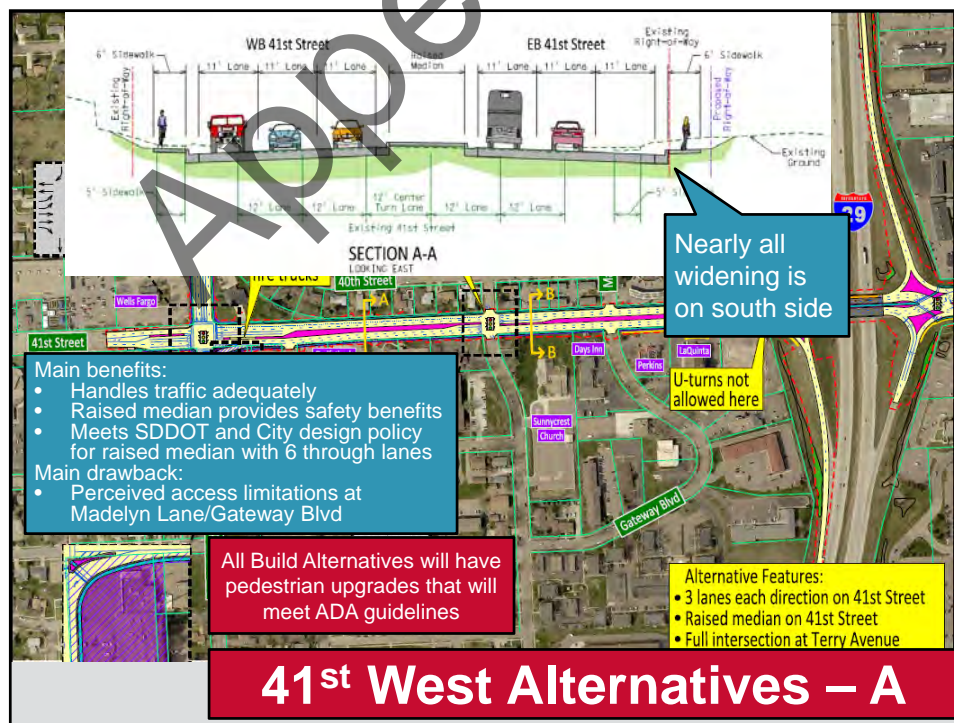 Appe
WB 41st Street
EB 41st Street
Existing
Right-of-Way
6' Sidewalk
11' Lane
11' Lane
11' Lane
Raised
Median
11' Lane
11' Lane
11' Lane
6' Sidewalk
Existing
Right-of-Way
Proposed
Right-of-Way
Existing
Ground
5' Sidewalk
12' Lane
12' Lane
12' Center
Turn Lane
12' Lane
12' Lane
5' Si
Existing 41st Street
SECTION A-A
LOOKING EAST
INTERSTATE
29
Nearly all
widening is
on south side
fire trucks
40th Street
M
Wells Fargo
A
B
41st Street
B
Days Inn
Perkins
LaQuinta
U-turns not
allowed here
Main benefits:
• Handles traffic adequately
• Raised median provides safety benefits
• Meets SDDOT and City design policy
for raised median with 6 through lanes
Main drawback:
• Perceived access limitations at
Madelyn Lane/Gateway Blvd
Sunnycrest
Church
Gateway Blvd
All Build Alternatives will have
pedestrian upgrades that will
meet ADA guidelines
Alternative Features:
• 3 lanes each direction on 41st Street
• Raised median on 41st Street
• Full intersection at Terry Avenue
41st West Alternatives – A